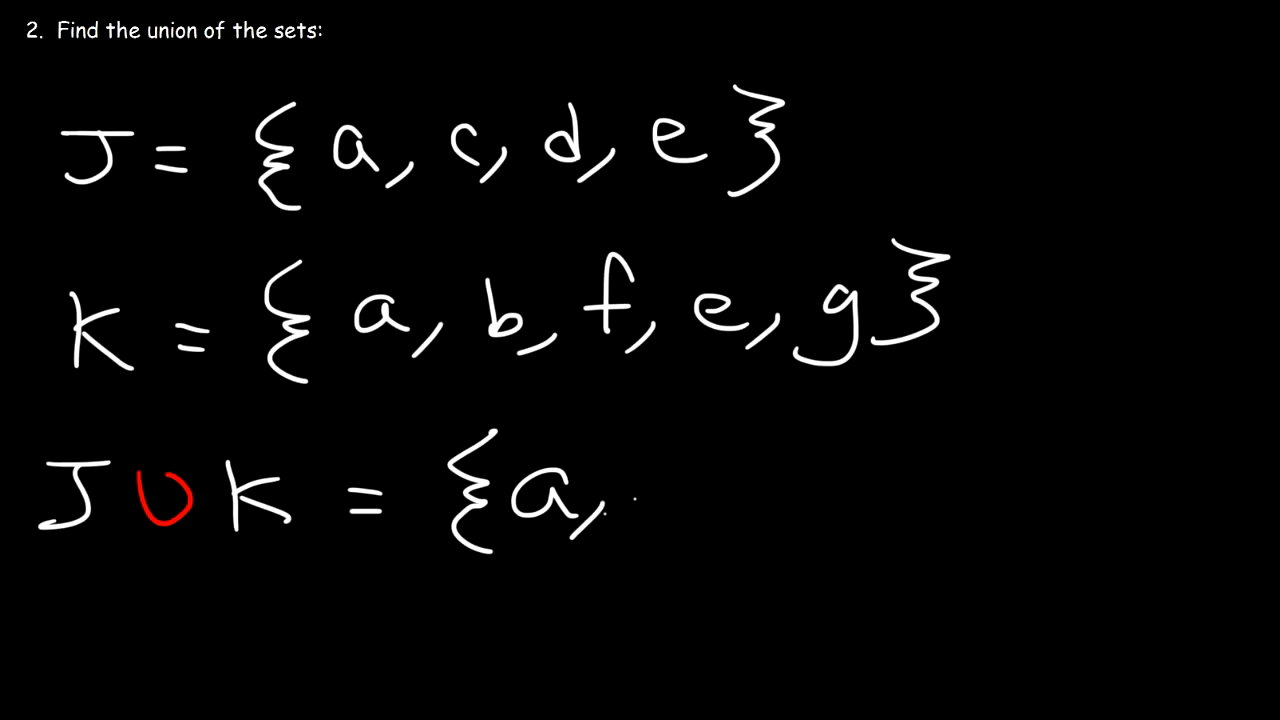 2. Find the union of the sets:
J = { a, c, d, e }
K = { a, b, f, e, g }
J ∪ K = { a,